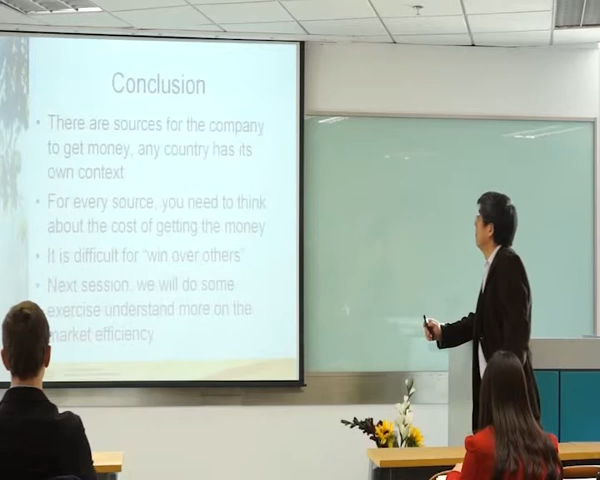 Conclusion
• There are sources for the company
to get money, any country has its
own context
• For every source, you need to think
about the cost of getting the money
• It is difficult for "win over others"
• Next session, we will do some
exercise understand more on the
market efficiency